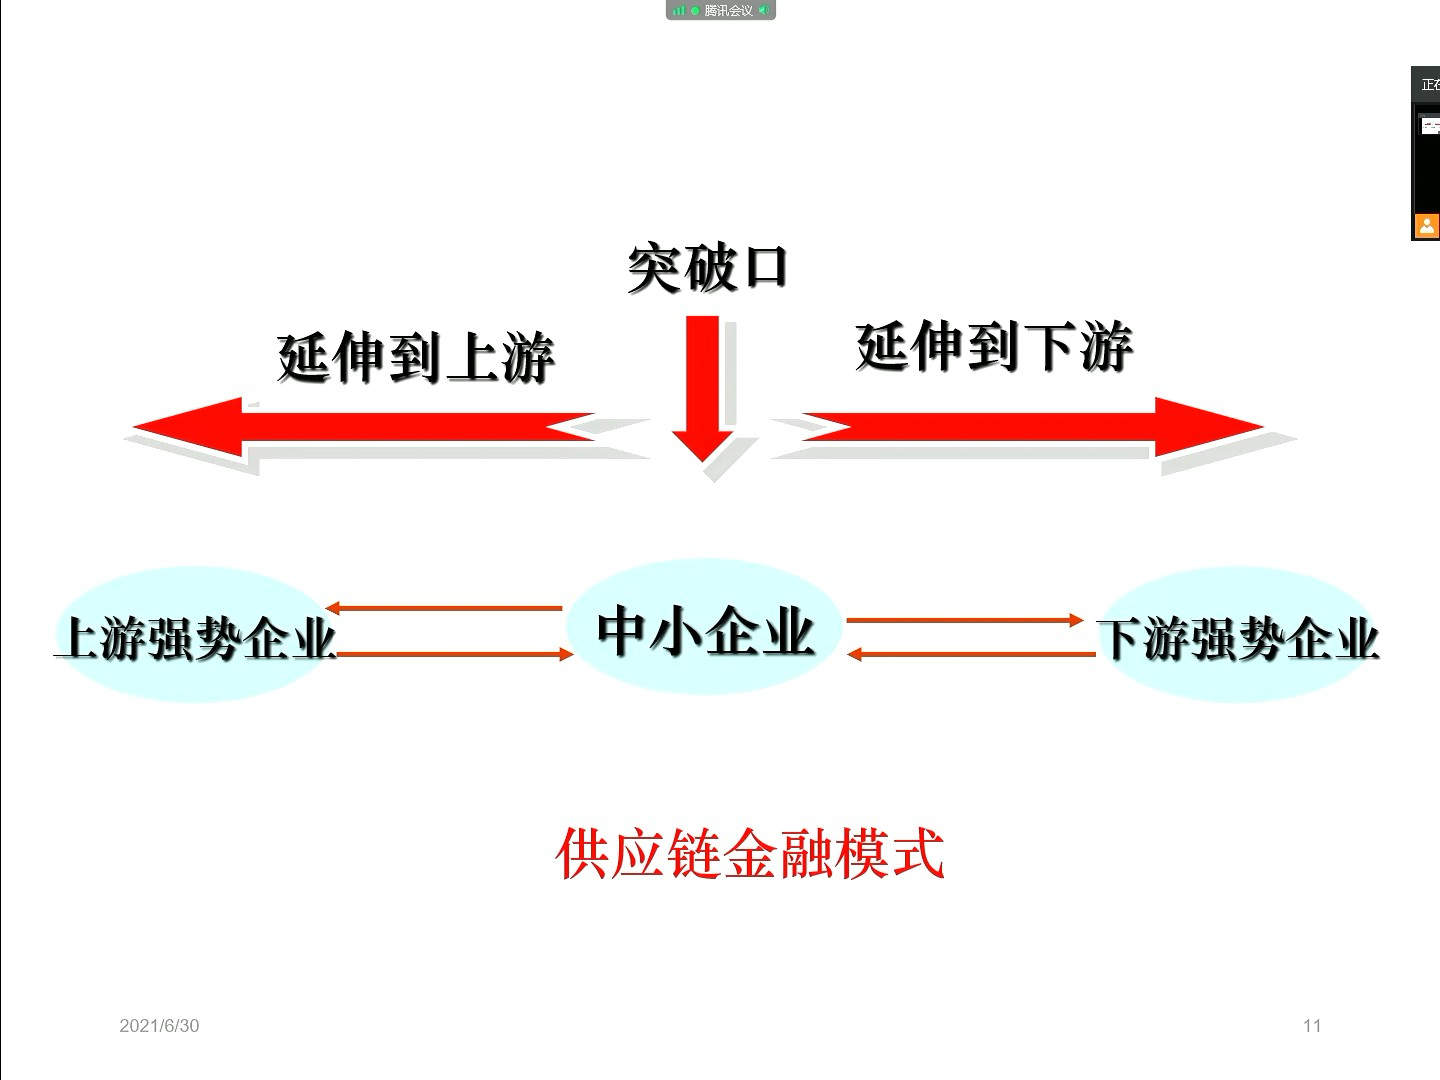 腾讯会议
正在
突破口
延伸到上游
延伸到下游
上游强势企业
中小企业
下游强势企业
供应链金融模式
2021/6/30
11